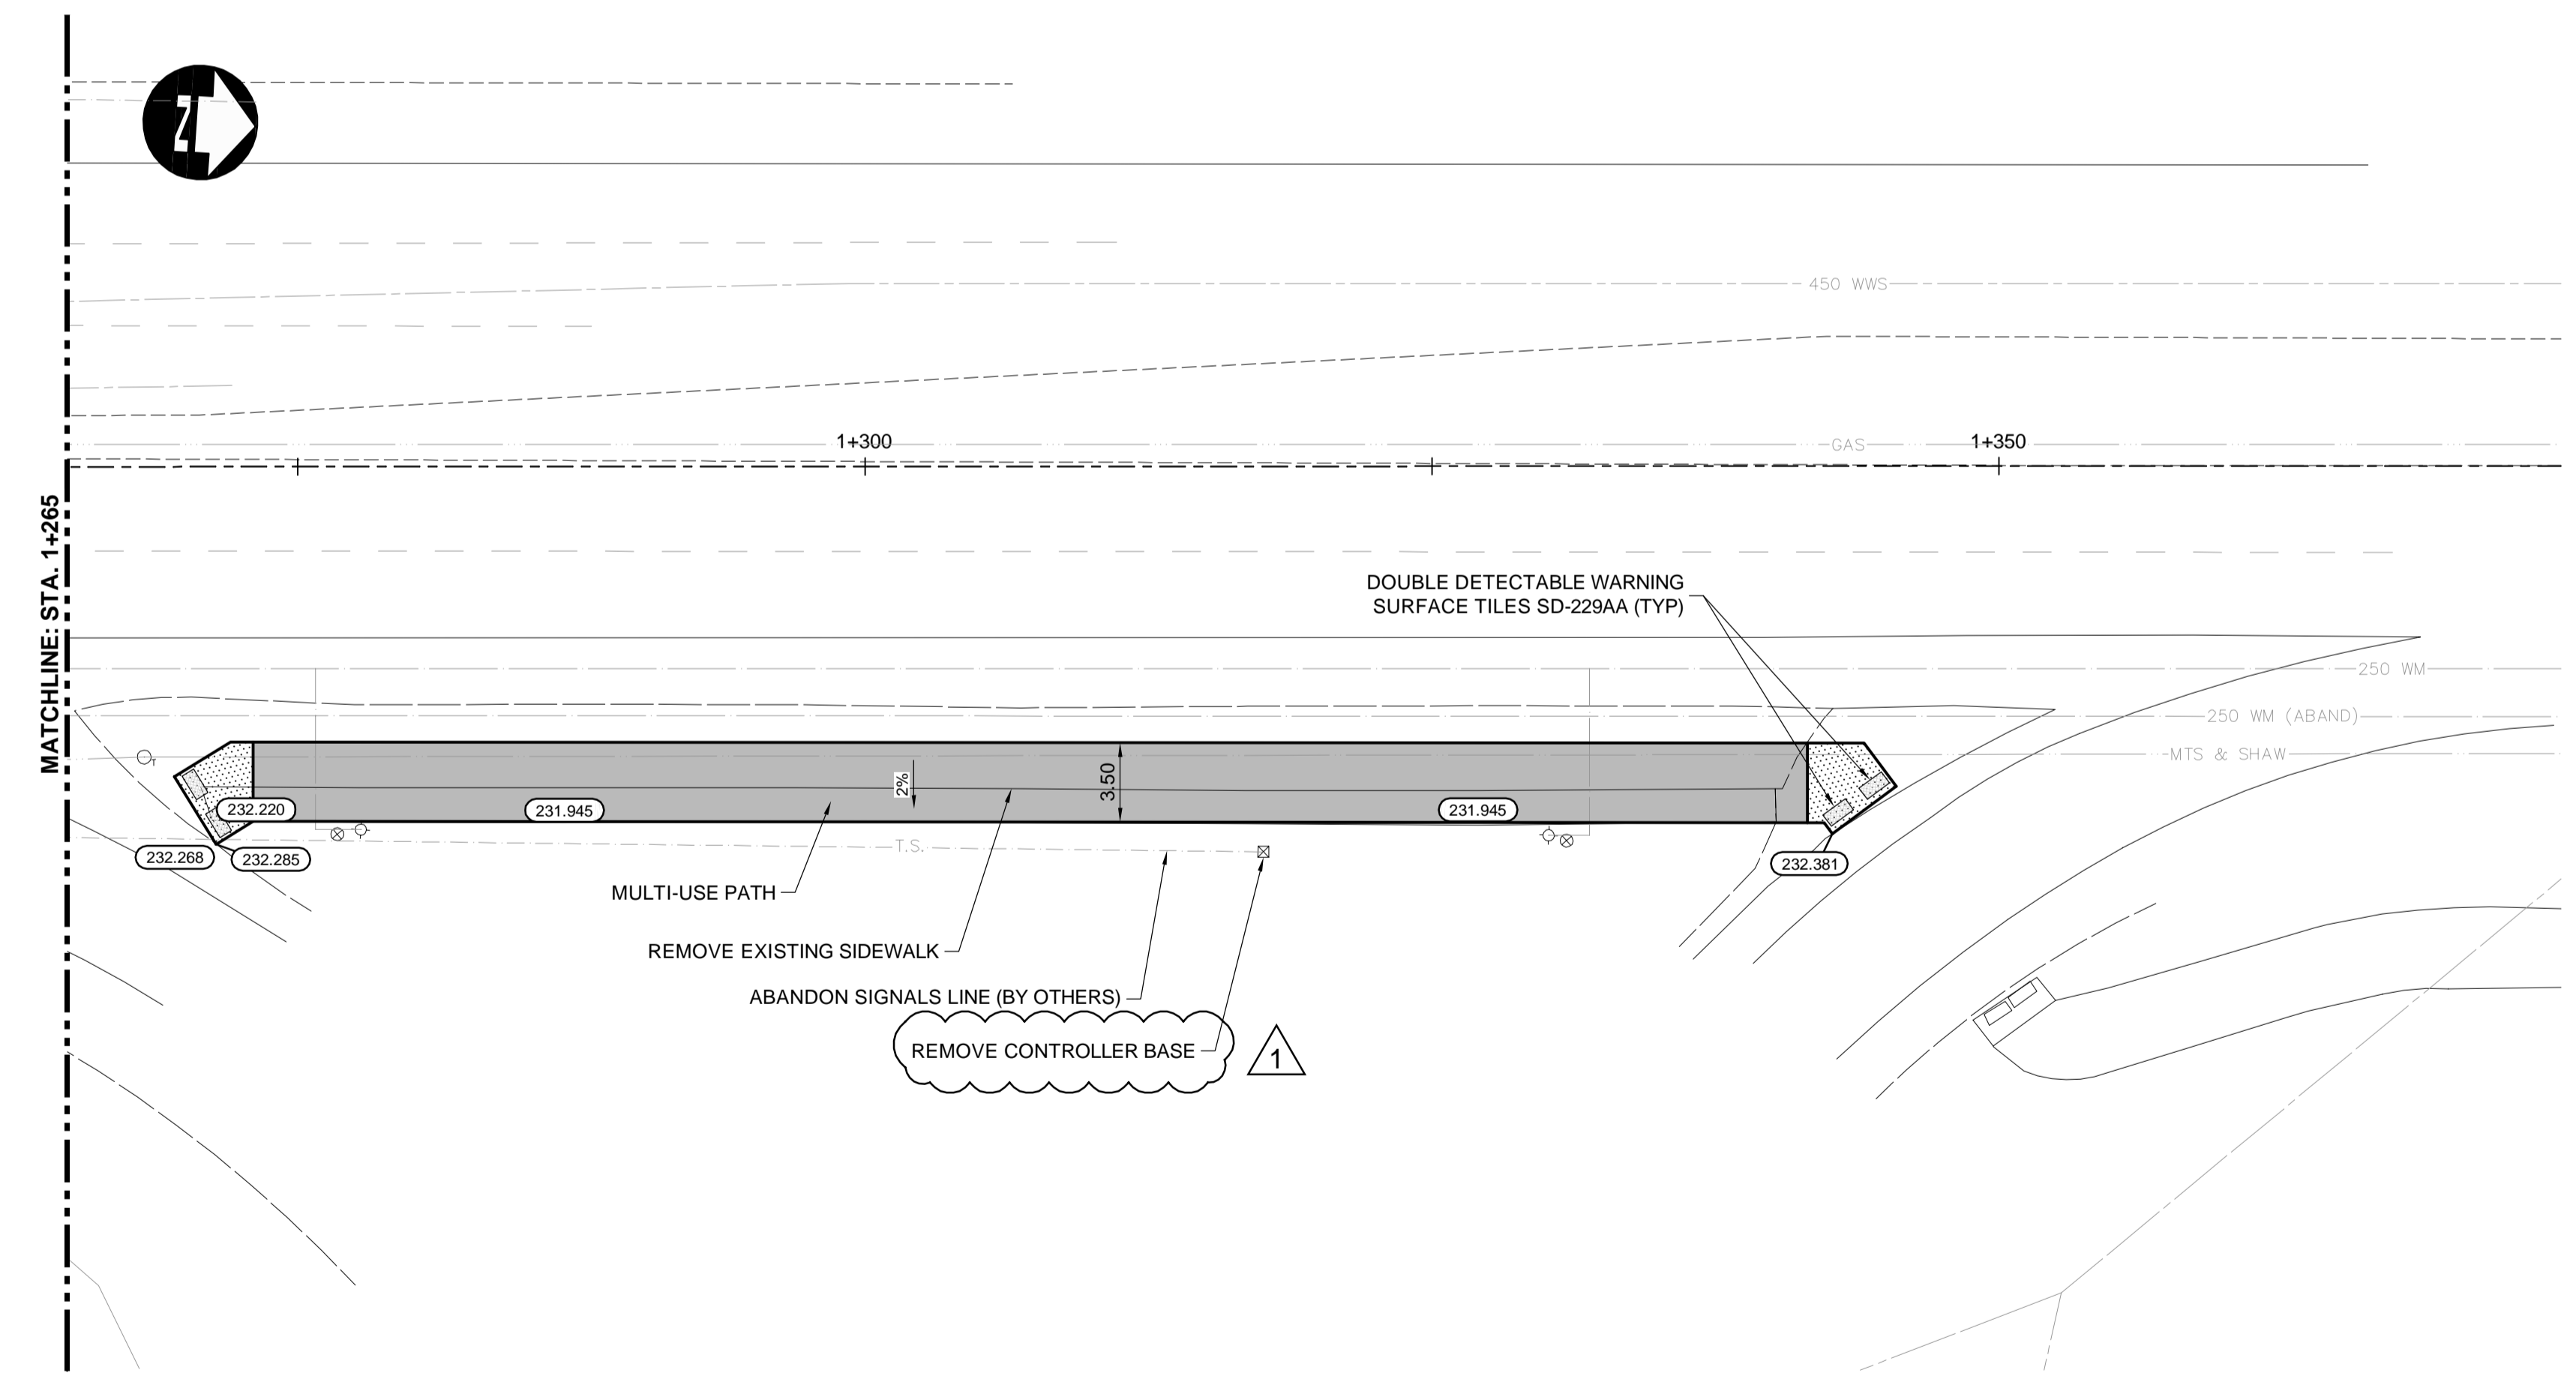 N
450 WWS
1+300
GAS
1+350
MATCHLINE: STA. 1+265
DOUBLE DETECTABLE WARNING
SURFACE TILES SD-229AA (TYP)
250 WM
250 WM (ABAND)
MTS & SHAW
2%
3.50
232.220
231.945
231.945
T.S.
232.268
232.285
232.381
MULTI-USE PATH
REMOVE EXISTING SIDEWALK
ABANDON SIGNALS LINE (BY OTHERS)
REMOVE CONTROLLER BASE
1
T